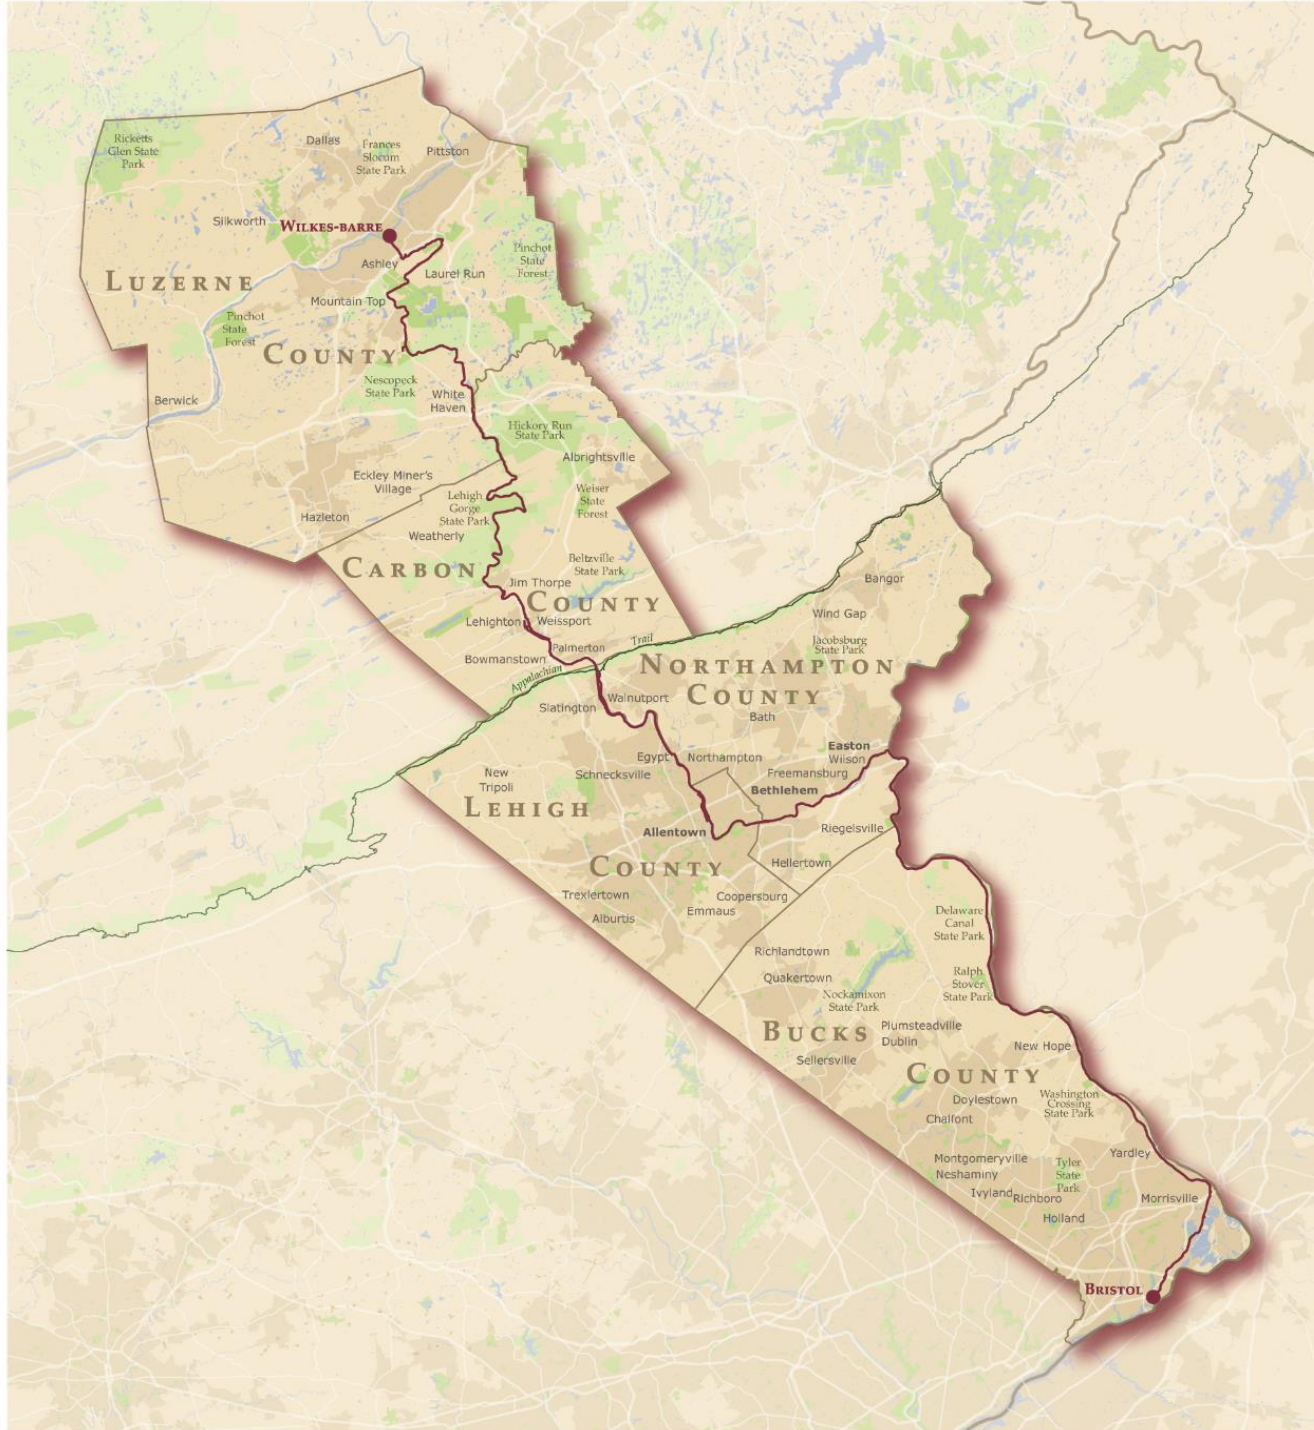 Ricketts
Glen State
Park
Dallas
Frances
Slocum
State Park
Pittston
Silkworth
WILKES-BARRE
Ashley
Laurel Run
Pinchot
State
Forest
LUZERNE
Mountain Top
Pinchot
State
Forest
COUNTY
Nescopeck
State Park
White
Haven
Berwick
Hickory Run
State Park
Albrightsville
Eckley Miner's
Village
Lehigh
Gorge
State Park
Weiser
State
Forest
Hazleton
Weatherly
CARBON
Beltzville
State Park
Jim Thorpe
COUNTY
Bangor
Lehighton
Weissport
Wind Gap
Palmerton
Trail
Jacobsburg
State Park
Bowmanstown
Appalachian
NORTHAMPTON
COUNTY
Slatington
Walnutport
Bath
Easton
Wilson
Egypt
Northampton
New
Tripoli
Schnecksville
Freemansburg
Bethlehem
LEHIGH
Allentown
Riegelsville
COUNTY
Hellertown
Trexlertown
Coopersburg
Alburtis
Emmaus
Delaware
Canal
State Park
Richlandtown
Quakertown
Ralph
Stover
State Park
Nockamixon
State Park
BUCKS
Plumsteadville
Dublin
Sellersville
New Hope
COUNTY
Doylestown
Washington
Crossing
State Park
Chalfont
Montgomeryville
Neshaminy
Tyler
State
Park
Yardley
Ivyland
Richboro
Morrisville
Holland
BRISTOL